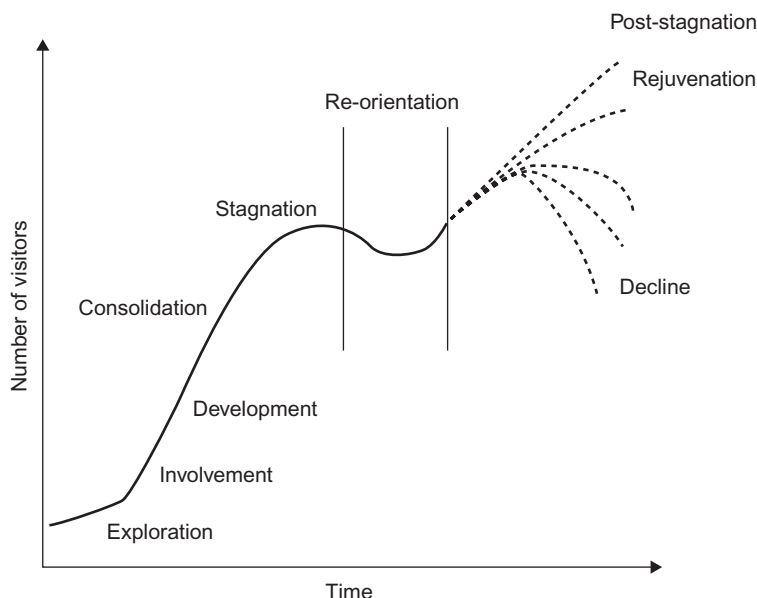 Post-stagnation
Rejuvenation
Re-orientation
Stagnation
Consolidation
Decline
Development
Involvement
Exploration
Number of visitors
Time